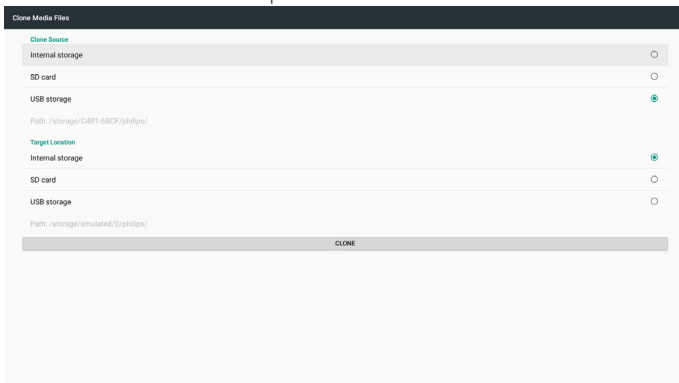 Clone Media Files
Clone Source
Internal storage
SD card
USB storage
Path: /storage/C4B1-6BCF/philips/
Target Location
Internal storage
SD card
USB storage
Path: /storage/emulated/0/philips/
CLONE